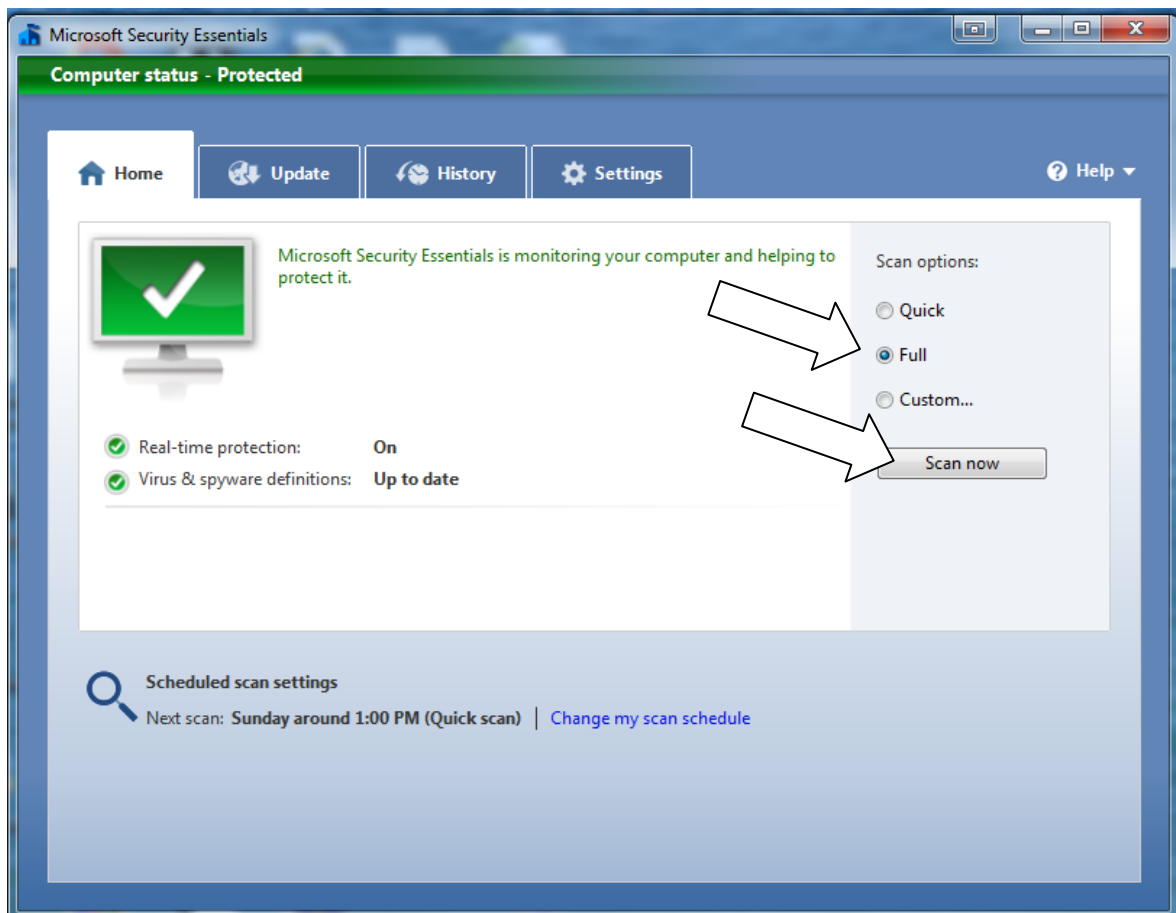 Microsoft Security Essentials
Computer status - Protected
Home
Update
History
Settings
Help
Microsoft Security Essentials is monitoring your computer and helping to
protect it.
Scan options:
Quick
Full
Custom...
Scan now
Real-time protection: On
Virus & spyware definitions: Up to date
Scheduled scan settings
Next scan: Sunday around 1:00 PM (Quick scan) | Change my scan schedule